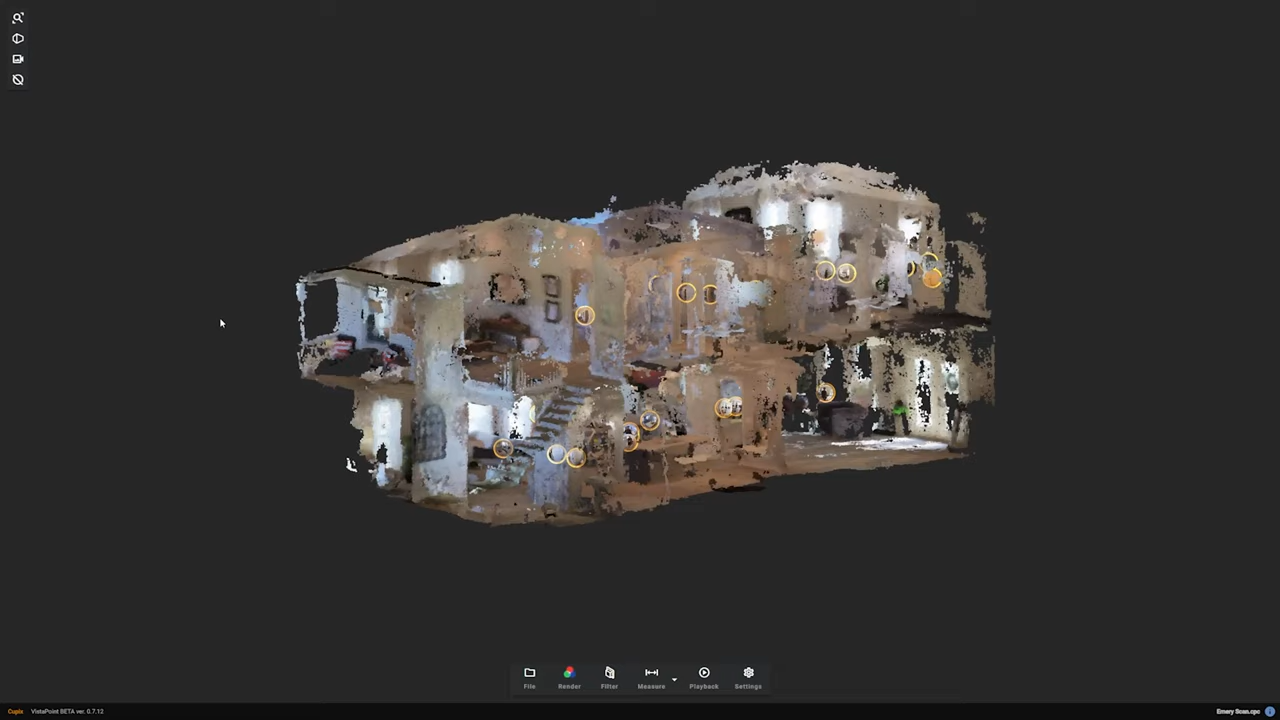 File Render Filter Measure Playback Settings
Cupix VistaPoint BETA ver. 0.7.12 Emery Scan.cpc